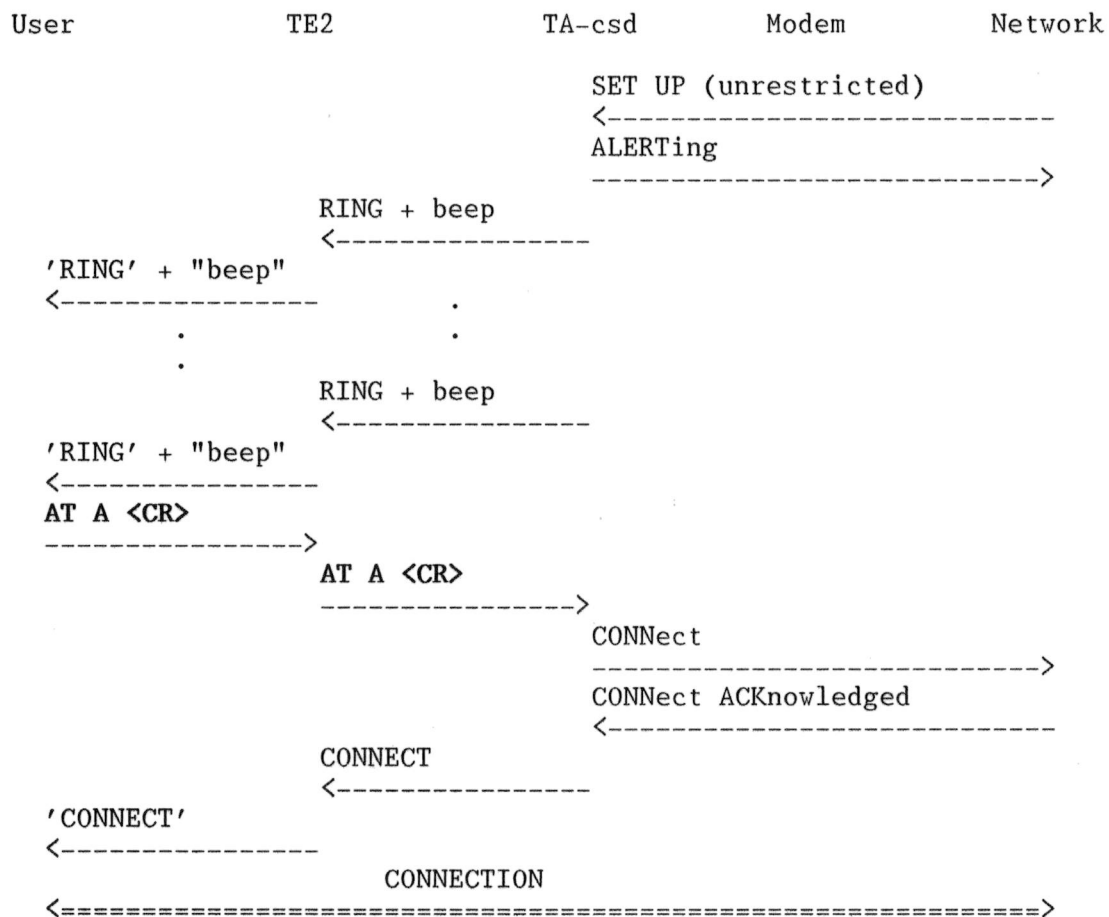 User TE2 TA-csd Modem Network
SET UP (unrestricted)
<----------------------------
ALERTing
---------------------------->
RING + beep
<----------------
'RING' + "beep"
<---------------- .
. .
.
RING + beep
<----------------
'RING' + "beep"
<----------------
AT A <CR>
---------------->
AT A <CR>
---------------->
CONNect
---------------------------->
CONNect ACKnowledged
<----------------------------
CONNECT
<----------------
'CONNECT'
<----------------
CONNECTION
<=============================================================>